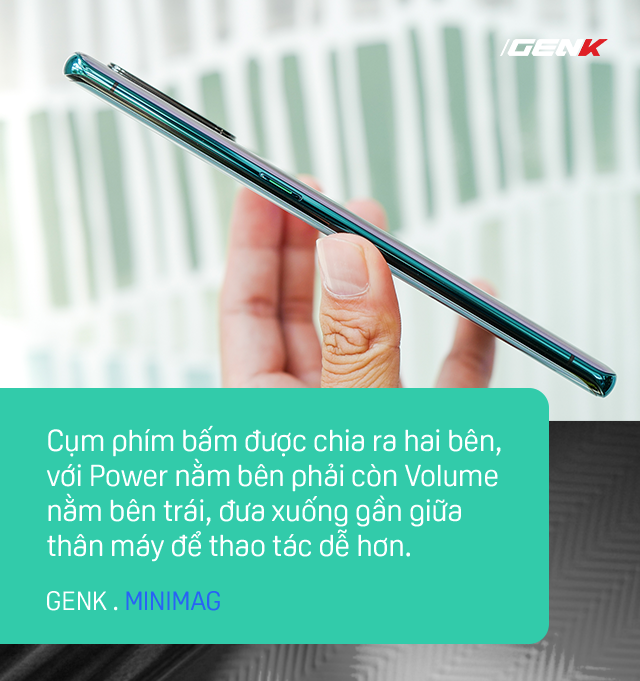 GENK
Cụm phím bấm được chia ra hai bên,
với Power nằm bên phải còn Volume
nằm bên trái, đưa xuống gần giữa
thân máy để thao tác dễ hơn.
GENK . MINIMAG